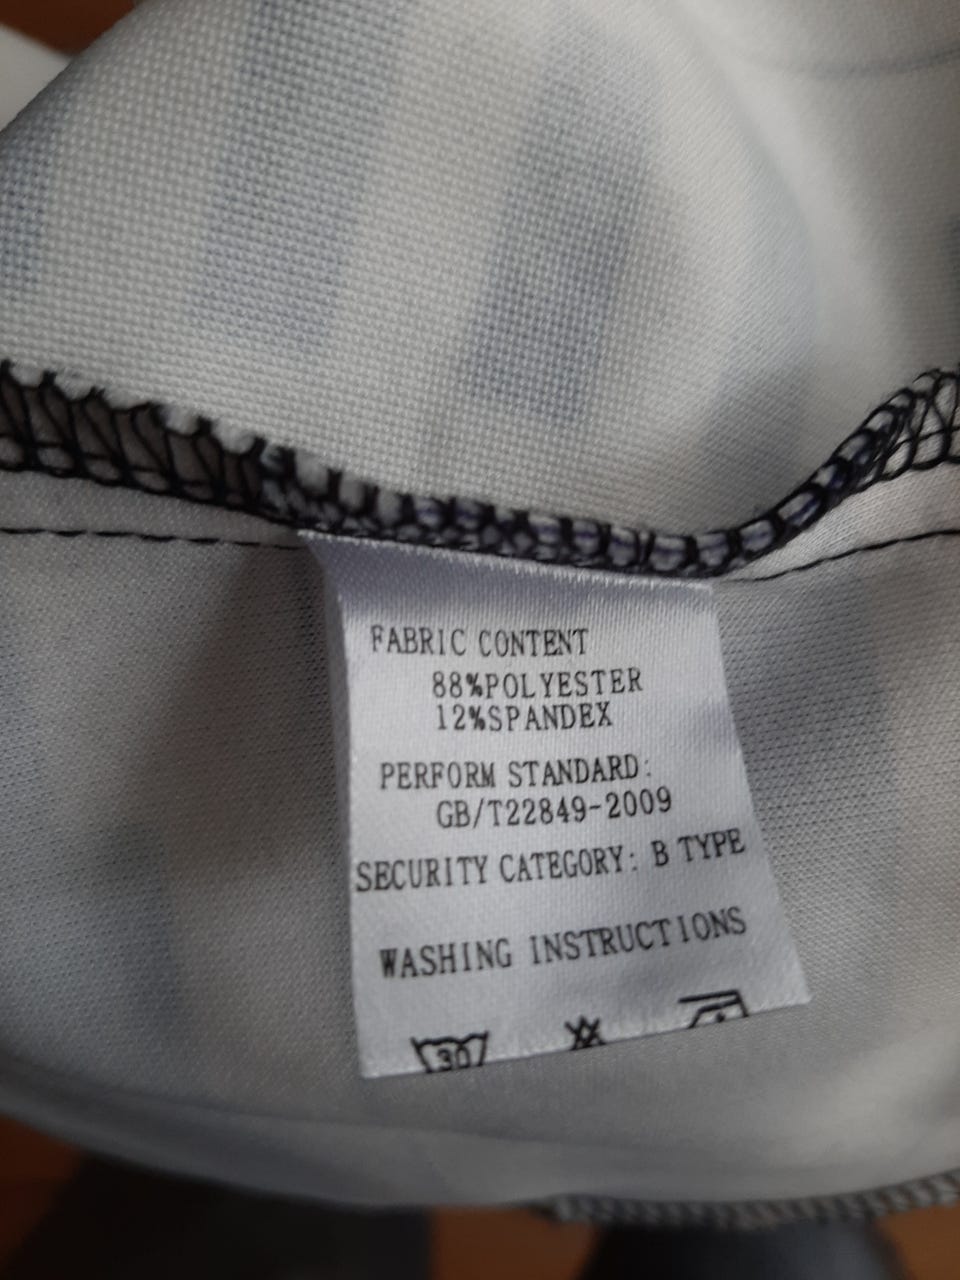 FABRIC CONTENT
88%POLYESTER
12%SPANDEX
PERFORM STANDARD:
GB/T22849-2009
SECURITY CATEGORY: B TYPE
WASHING INSTRUCTIONS
30